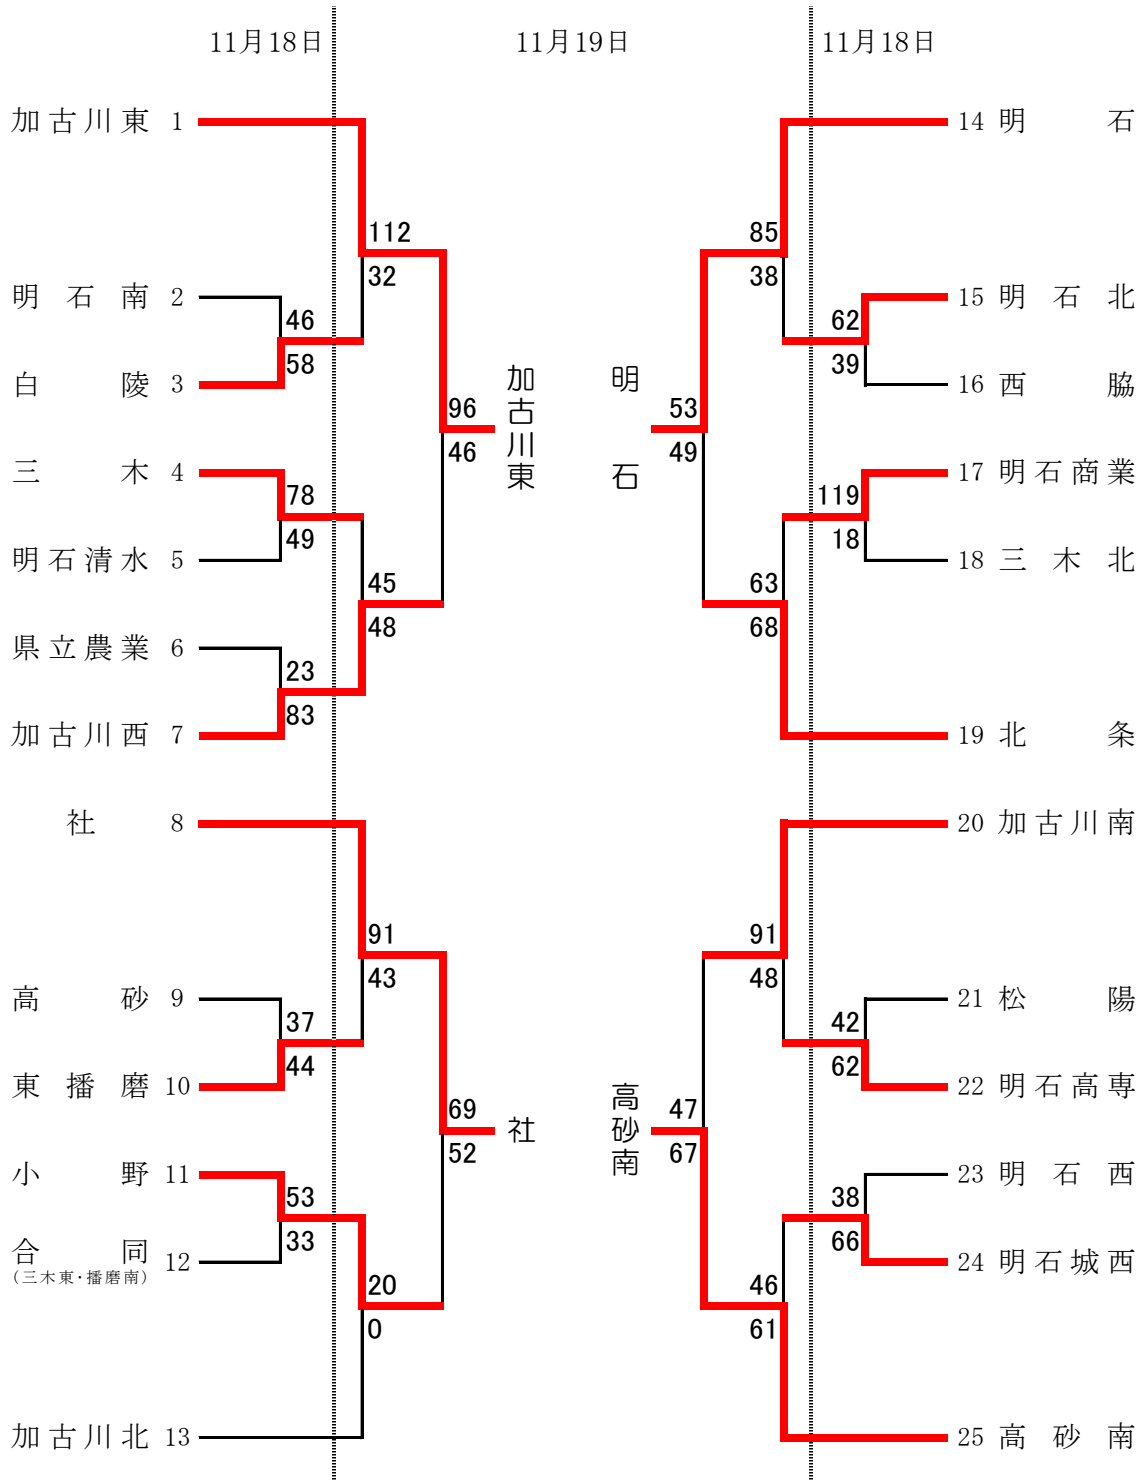 11月18日
11月19日
11月18日
加古川東 1
明石南 2
白陵 3
三木 4
明石清水 5
県立農業 6
加古川西 7
社 8
高砂 9
東播磨 10
小野 11
合同 12
（三木東・播磨南）
加古川北 13
46
58
78
49
23
83
37
44
53
33
112
32
45
48
91
43
20
0
96
46
69
52
加古川東
社
明石
高砂南
53
49
47
67
85
38
63
68
91
48
46
61
62
39
119
18
42
62
38
66
14 明石
15 明石北
16 西脇
17 明石商業
18 三木北
19 北条
20 加古川南
21 松陽
22 明石高専
23 明石西
24 明石城西
25 高砂南